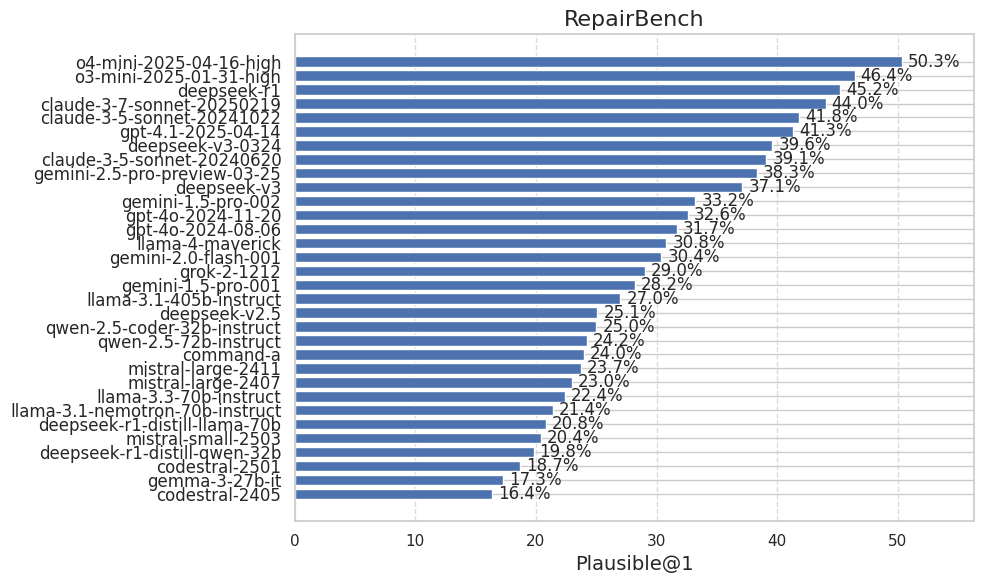 RepairBench
o4-mini-2025-04-16-high 50.3%
o3-mini-2025-01-31-high 46.4%
deepseek-r1 45.2%
claude-3-7-sonnet-20250219 44.0%
claude-3-5-sonnet-20241022 41.8%
gpt-4.1-2025-04-14 41.3%
deepseek-v3-0324 39.6%
claude-3-5-sonnet-20240620 39.1%
gemini-2.5-pro-preview-03-25 38.3%
deepseek-v3 37.1%
gemini-1.5-pro-002 33.2%
gpt-4o-2024-11-20 32.6%
gpt-4o-2024-08-06 31.7%
llama-4-maverick 30.8%
gemini-2.0-flash-001 30.4%
grok-2-1212 29.0%
gemini-1.5-pro-001 28.2%
llama-3.1-405b-instruct 27.0%
deepseek-v2.5 25.1%
qwen-2.5-coder-32b-instruct 25.0%
qwen-2.5-72b-instruct 24.2%
command-a 24.0%
mistral-large-2411 23.7%
mistral-large-2407 23.0%
llama-3.3-70b-instruct 22.4%
llama-3.1-nemotron-70b-instruct 21.4%
deepseek-r1-distill-llama-70b 20.8%
mistral-small-2503 20.4%
deepseek-r1-distill-qwen-32b 19.8%
codestral-2501 18.7%
gemma-3-27b-it 17.3%
codestral-2405 16.4%
0 10 20 30 40 50
Plausible@1